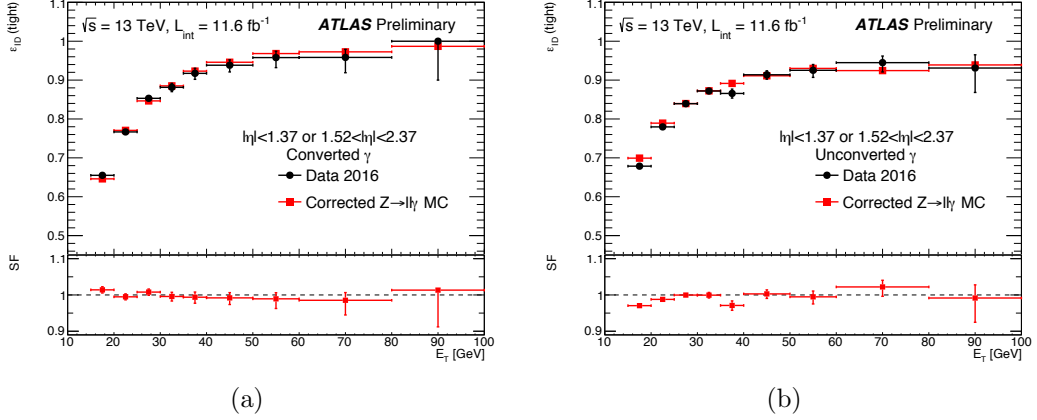 √s = 13 TeV, L_int = 11.6 fb⁻¹ ATLAS Preliminary
ε_ID (tight)
1.1
1
0.9
0.8
0.7
0.6
0.5
|η|<1.37 or 1.52<|η|<2.37
Converted γ
Data 2016
Corrected Z→llγ MC
SF
1.1
1
0.9
10 20 30 40 50 60 70 80 90 100
E_T [GeV]
(a)
√s = 13 TeV, L_int = 11.6 fb⁻¹ ATLAS Preliminary
ε_ID (tight)
1.1
1
0.9
0.8
0.7
0.6
0.5
|η|<1.37 or 1.52<|η|<2.37
Unconverted γ
Data 2016
Corrected Z→llγ MC
SF
1.1
1
0.9
10 20 30 40 50 60 70 80 90 100
E_T [GeV]
(b)